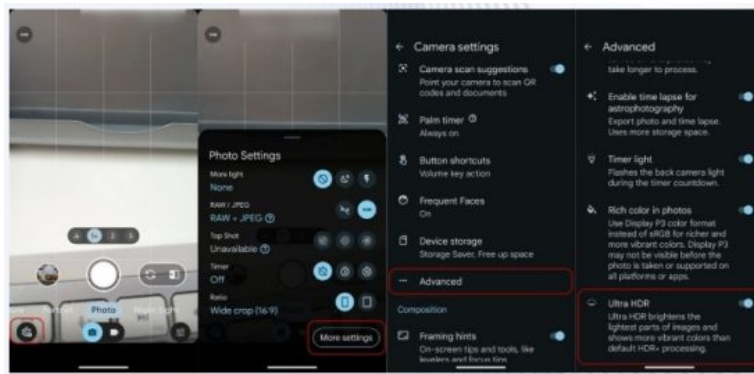 Photo
Photo Settings
More light
None
RAW / JPEG
RAW + JPEG
Top Shot
Unavailable
Timer
Off
Ratio
Wide crop (16:9)
More settings
Camera settings
Camera scan suggestions
Point your camera to scan QR
codes and documents
Palm timer
Always on
Button shortcuts
Volume key action
Frequent Faces
On
Device storage
Storage Saver, Free up space
Advanced
Composition
Framing hints
On-screen tips and tools, like
levelers and focus tips
Advanced
take longer to process.
Enable time lapse for
astrophotography
Export photo and time lapse.
Uses more storage space.
Timer light
Flashes the back camera light
during the timer countdown.
Rich color in photos
Use Display P3 color format
instead of sRGB for richer and
more vibrant colors. Display P3
may not be visible before the
photo is taken or supported on
all platforms or apps.
Ultra HDR
Ultra HDR brightens the
lightest parts of images and
shows more vibrant colors than
default HDR+ processing.